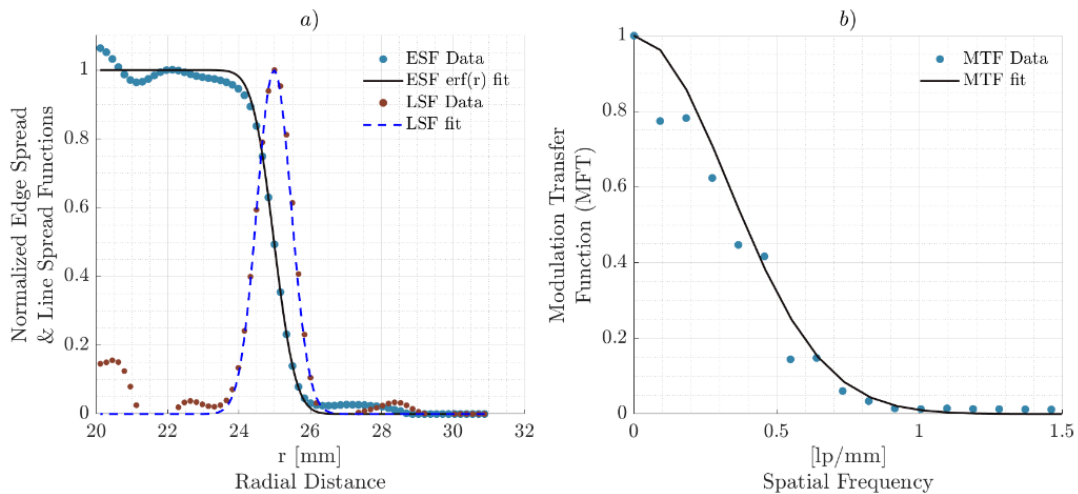 a)
Normalized Edge Spread
& Line Spread Functions
1
0.8
0.6
0.4
0.2
0
20
22
24
26
28
30
32
r [mm]
Radial Distance
ESF Data
ESF erf(r) fit
LSF Data
LSF fit
b)
Modulation Transfer
Function (MFT)
1
0.8
0.6
0.4
0.2
0
0
0.5
1
1.5
[lp/mm]
Spatial Frequency
MTF Data
MTF fit